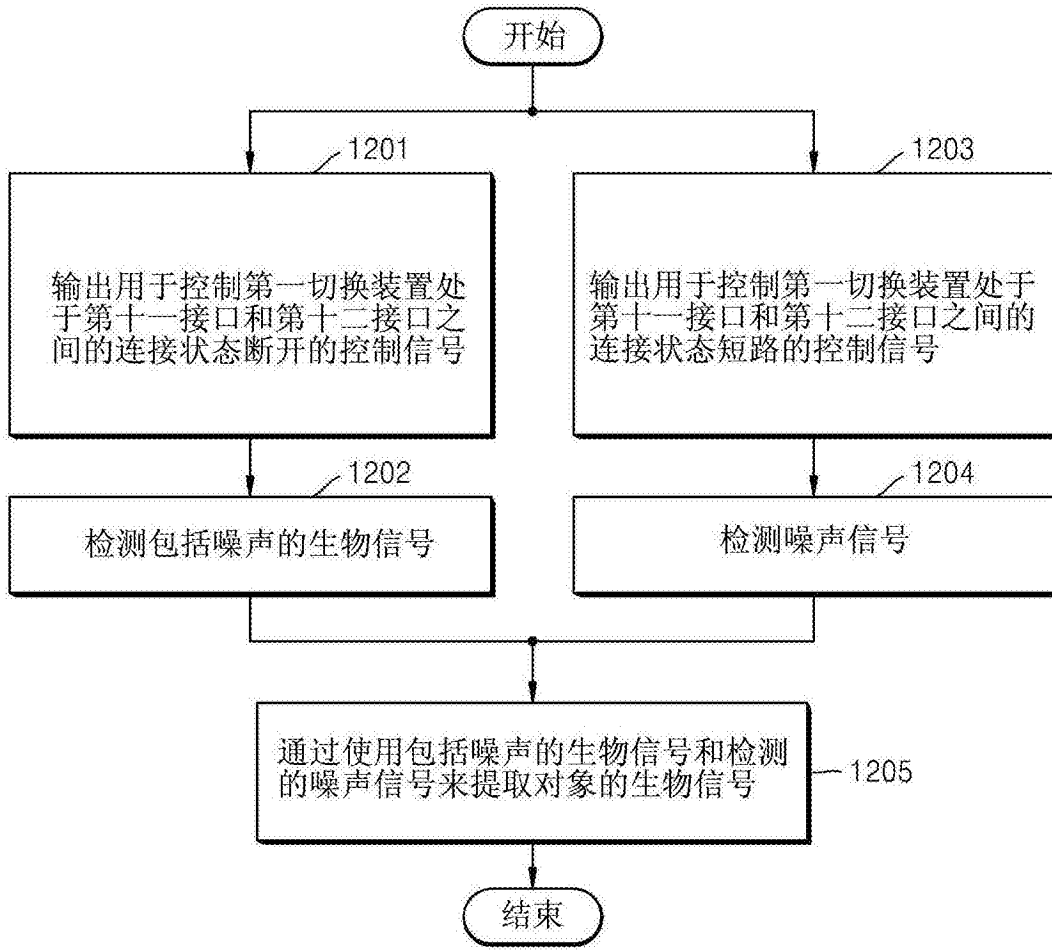 开始
1201
输出用于控制第一切换装置处
于第十一接口和第十二接口之
间的连接状态断开的控制信号
1203
输出用于控制第一切换装置处于
第十一接口和第十二接口之间的
连接状态短路的控制信号
1202
检测包括噪声的生物信号
1204
检测噪声信号
通过使用包括噪声的生物信号和检测
的噪声信号来提取对象的生物信号
1205
结束